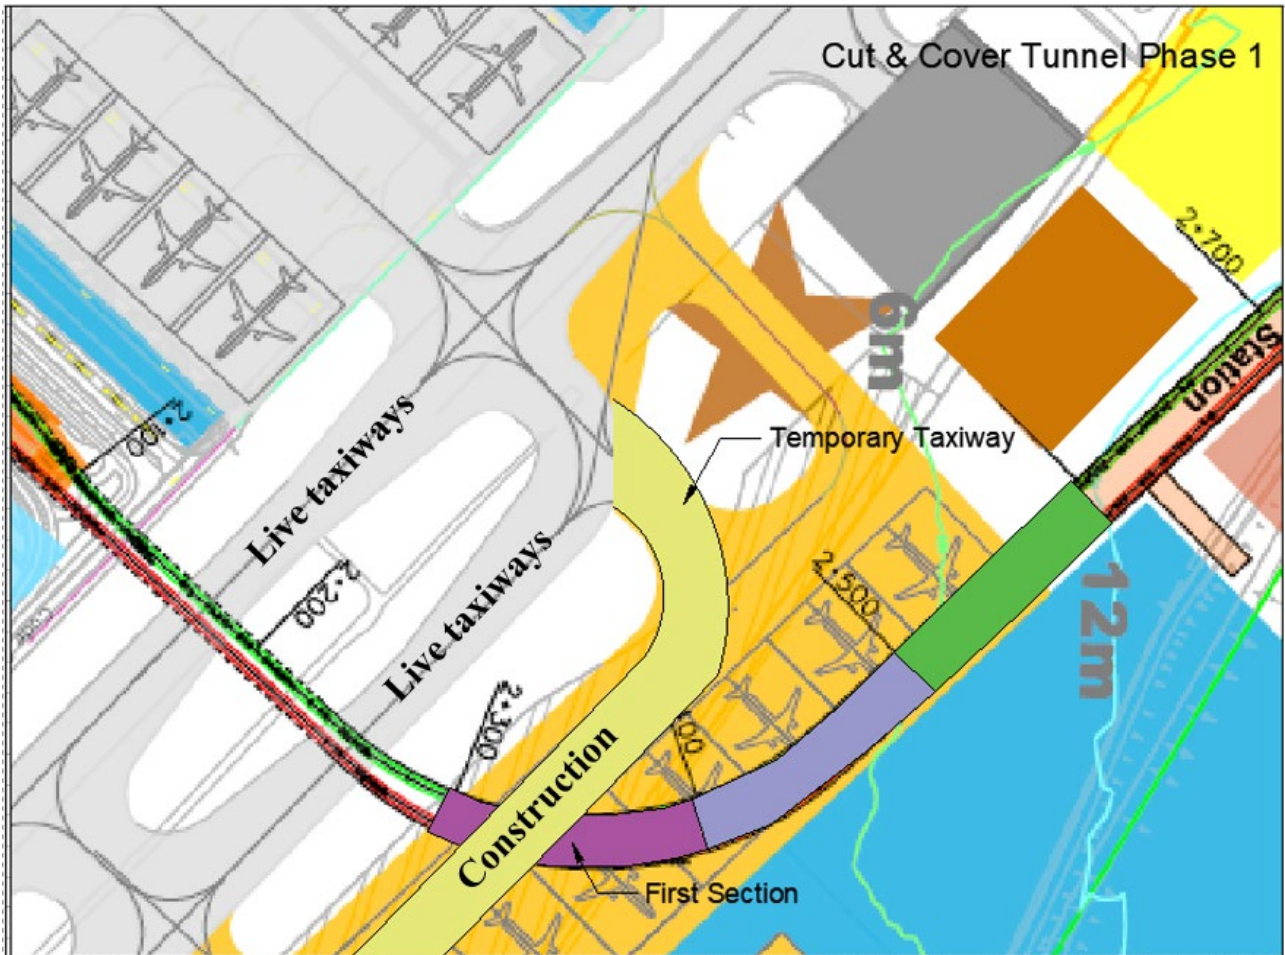 Cut & Cover Tunnel Phase 1
2+700
6m
Station
2+100
Live taxiways
Temporary Taxiway
Live taxiways
2+200
2+500
12m
2+300
Construction
First Section